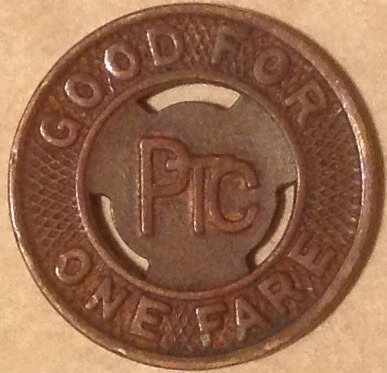 GOOD FOR
PTC
ONE FARE